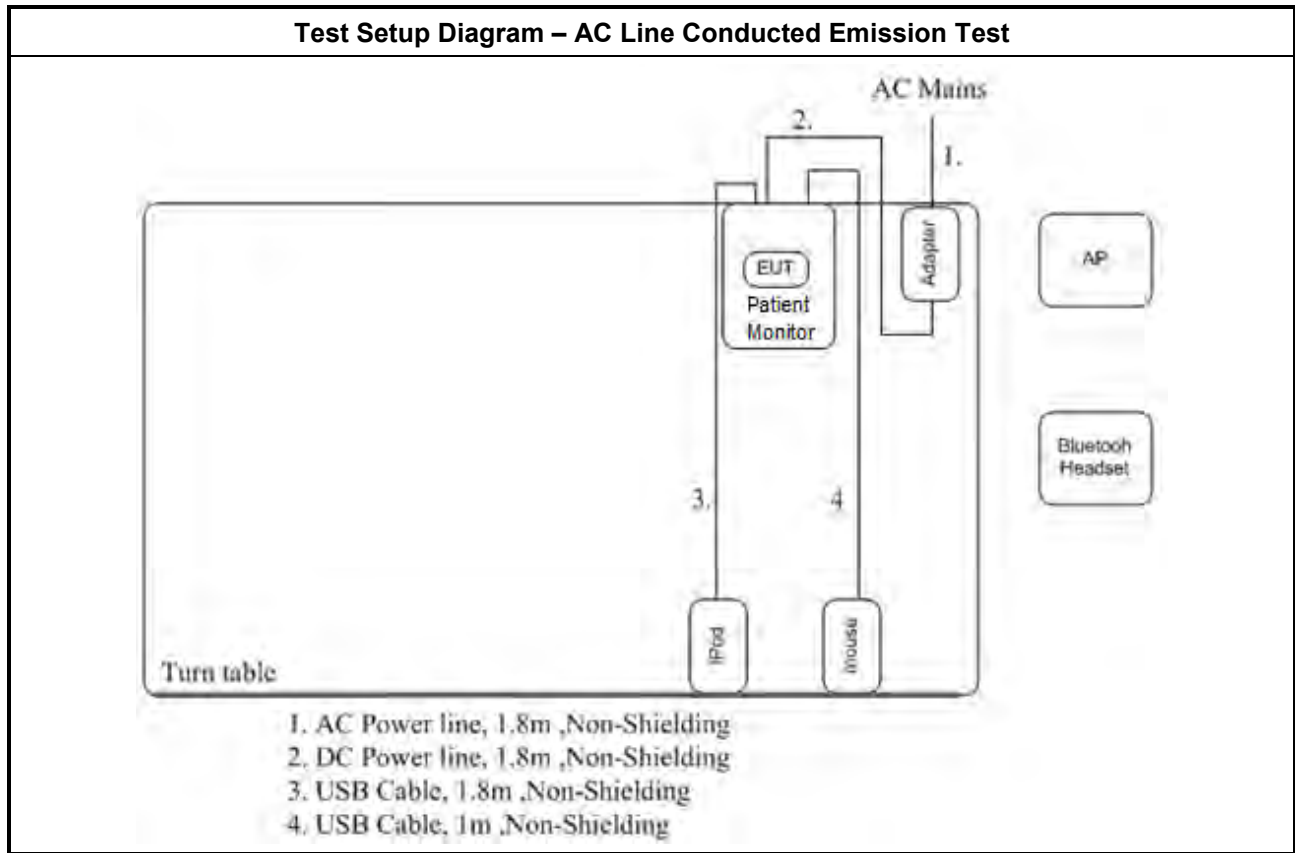 Test Setup Diagram – AC Line Conducted Emission Test
AC Mains
2.
1.
Adapter
AP
EUT
Patient
Monitor
Bluetooh
Headset
3.
4
iPod
mouse
Turn table
1. AC Power line, 1.8m ,Non-Shielding
2. DC Power line, 1.8m ,Non-Shielding
3. USB Cable, 1.8m ,Non-Shielding
4. USB Cable, 1m ,Non-Shielding